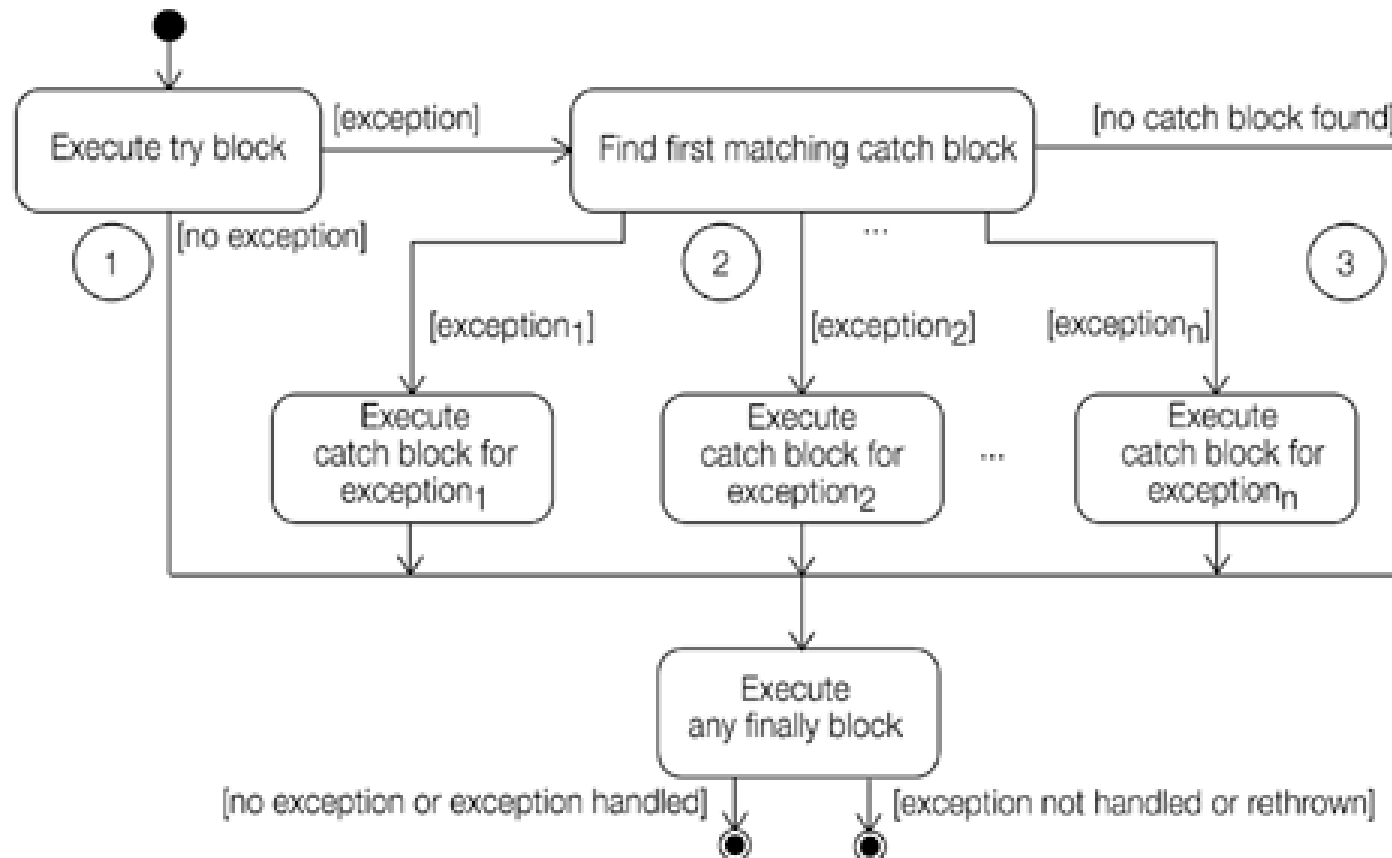 [exception]
[no catch block found]
Execute try block
Find first matching catch block
[no exception]
...
1
2
3
[exception1]
[exception2]
[exceptionn]
Execute
catch block for
exception1
Execute
catch block for
exception2
...
Execute
catch block for
exceptionn
Execute
any finally block
[no exception or exception handled]
[exception not handled or rethrown]